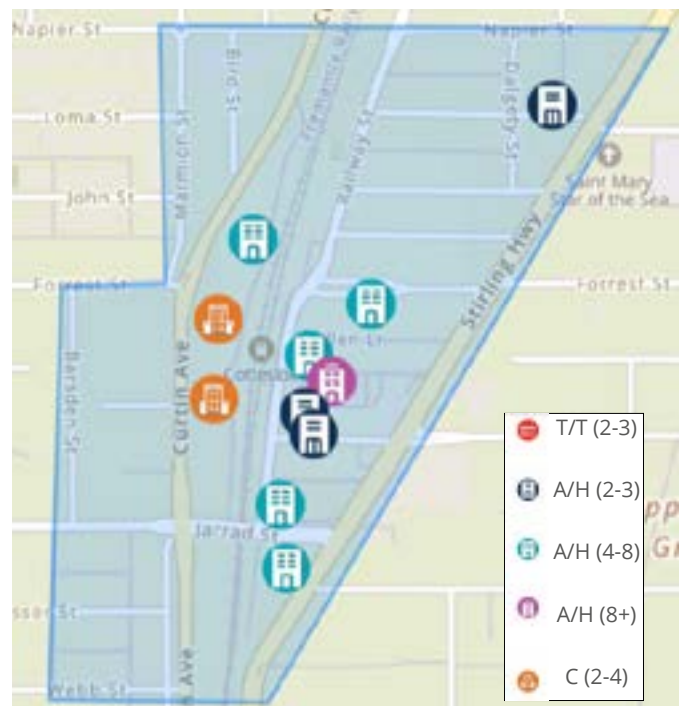 Napier St
Napier St
Bird St
Dalgety St
Loma St
Marmion St
Railway St
Saint Mary
Star of the Sea
John St
Stirling Hwy
Forrest St
Forrest St
Curtin Ave
T/T (2-3)
A/H (2-3)
A/H (4-8)
A/H (8+)
C (2-4)
Jarrad St
Webb St